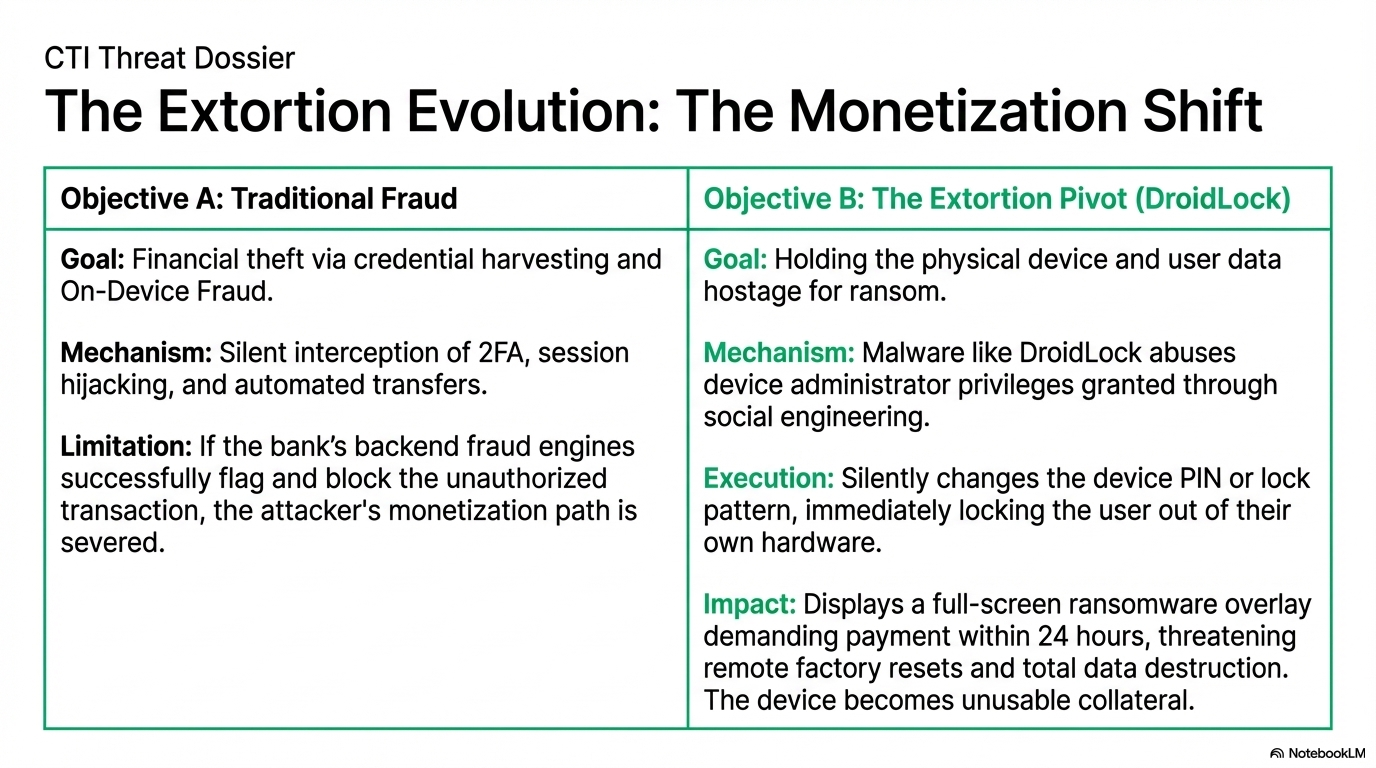 CTI Threat Dossier
The Extortion Evolution: The Monetization Shift
Objective A: Traditional Fraud
Goal: Financial theft via credential harvesting and
On-Device Fraud.
Mechanism: Silent interception of 2FA, session
hijacking, and automated transfers.
Limitation: If the bank’s backend fraud engines
successfully flag and block the unauthorized
transaction, the attacker's monetization path is
severed.
Objective B: The Extortion Pivot (DroidLock)
Goal: Holding the physical device and user data
hostage for ransom.
Mechanism: Malware like DroidLock abuses
device administrator privileges granted through
social engineering.
Execution: Silently changes the device PIN or lock
pattern, immediately locking the user out of their
own hardware.
Impact: Displays a full-screen ransomware overlay
demanding payment within 24 hours, threatening
remote factory resets and total data destruction.
The device becomes unusable collateral.
NotebookLM